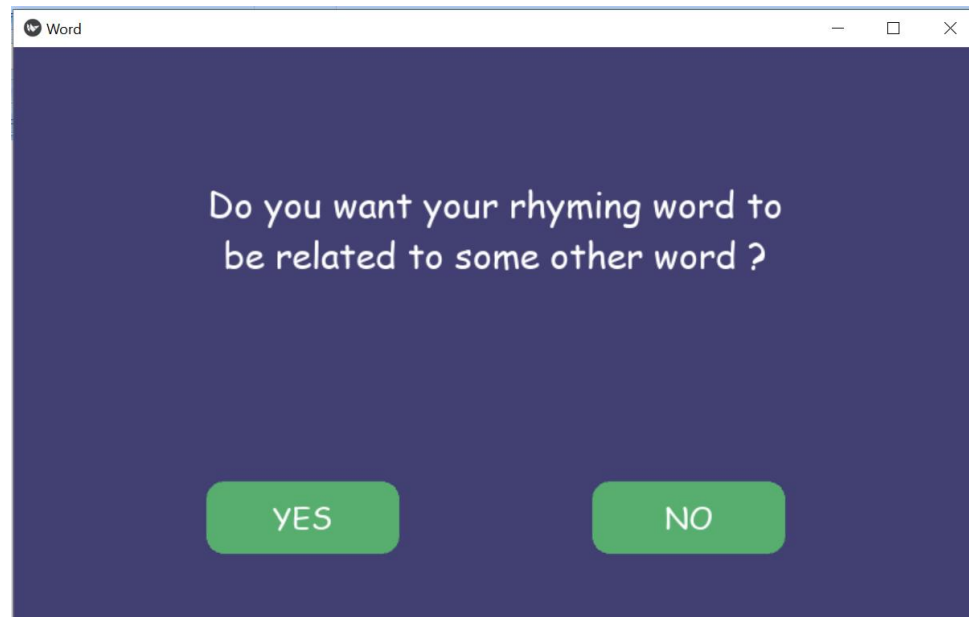 Word
Do you want your rhyming word to
be related to some other word ?
YES
NO